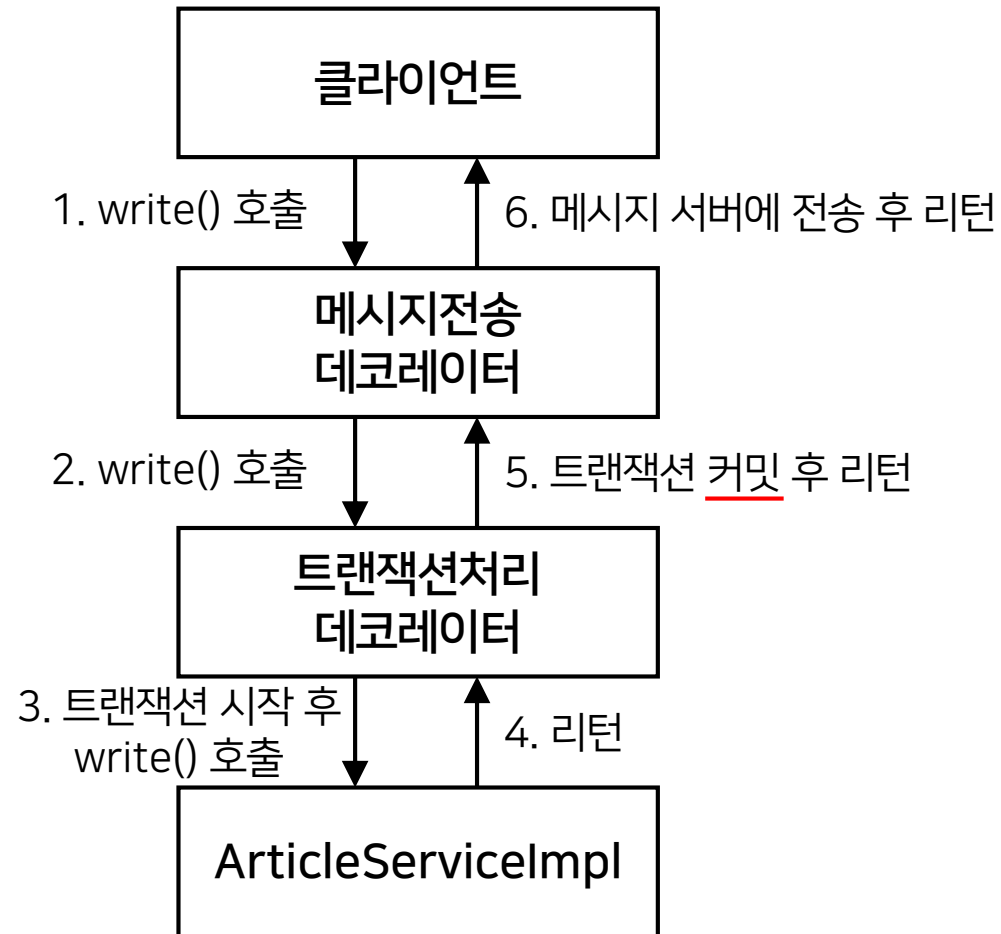 클라이언트
1. write() 호출
6. 메시지 서버에 전송 후 리턴
메시지전송
데코레이터
2. write() 호출
5. 트랜잭션 커밋 후 리턴
트랜잭션처리
데코레이터
3. 트랜잭션 시작 후
write() 호출
4. 리턴
ArticleServiceImpl